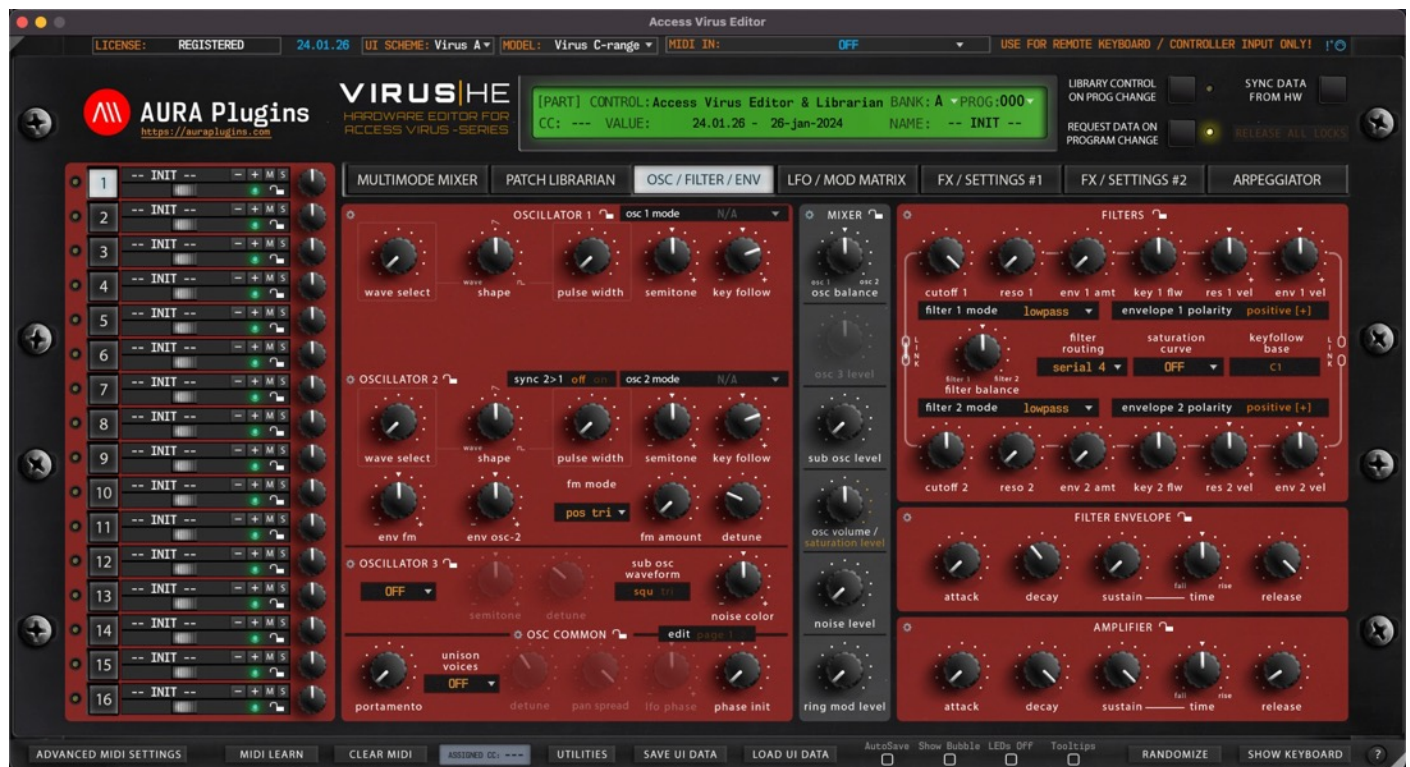 Access Virus Editor
LICENSE: REGISTERED 24.01.26 UI SCHEME: Virus A MODEL: Virus C-range MIDI IN: OFF USE FOR REMOTE KEYBOARD / CONTROLLER INPUT ONLY!
AURA Plugins
https://auraplugins.com
VIRUS|HE
HARDWARE EDITOR FOR
ACCESS VIRUS -SERIES
[PART] CONTROL: Access Virus Editor & Librarian BANK: A PROG:000
CC: --- VALUE: 24.01.26 - 26-jan-2024 NAME: -- INIT --
LIBRARY CONTROL
ON PROG CHANGE
SYNC DATA
FROM HW
REQUEST DATA ON
PROGRAM CHANGE
RELEASE ALL LOCKS
MULTIMODE MIXER PATCH LIBRARIAN OSC / FILTER / ENV LFO / MOD MATRIX FX / SETTINGS #1 FX / SETTINGS #2 ARPEGGIATOR
1 -- INIT -- - + M S
2 -- INIT -- - + M S
3 -- INIT -- - + M S
4 -- INIT -- - + M S
5 -- INIT -- - + M S
6 -- INIT -- - + M S
7 -- INIT -- - + M S
8 -- INIT -- - + M S
9 -- INIT -- - + M S
10 -- INIT -- - + M S
11 -- INIT -- - + M S
12 -- INIT -- - + M S
13 -- INIT -- - + M S
14 -- INIT -- - + M S
15 -- INIT -- - + M S
16 -- INIT -- - + M S
OSCILLATOR 1 osc 1 mode N/A
wave select wave shape pulse width semitone key follow
OSCILLATOR 2 sync 2>1 off on osc 2 mode N/A
wave select wave shape pulse width semitone key follow
fm mode
pos tri
env fm env osc-2 fm amount detune
OSCILLATOR 3
OFF
semitone detune
sub osc
waveform
squ tri
noise color
OSC COMMON edit page 1
unison
voices
OFF
portamento detune pan spread lfo phase phase init
MIXER
osc 1 osc 2
osc balance
osc 3 level
sub osc level
osc volume /
saturation level
noise level
ring mod level
FILTERS
cutoff 1 reso 1 env 1 amt key 1 flw res 1 vel env 1 vel
filter 1 mode lowpass envelope 1 polarity positive [+]
LINK
filter 1 filter 2
filter balance
filter
routing
serial 4
saturation
curve
OFF
keyfollow
base
C1
LINK
filter 2 mode lowpass envelope 2 polarity positive [+]
cutoff 2 reso 2 env 2 amt key 2 flw res 2 vel env 2 vel
FILTER ENVELOPE
fall rise
attack decay sustain time release
AMPLIFIER
fall rise
attack decay sustain time release
ADVANCED MIDI SETTINGS MIDI LEARN CLEAR MIDI ASSIGNED CC: --- UTILITIES SAVE UI DATA LOAD UI DATA AutoSave Show Bubble LEDs Off Tooltips RANDOMIZE SHOW KEYBOARD ?